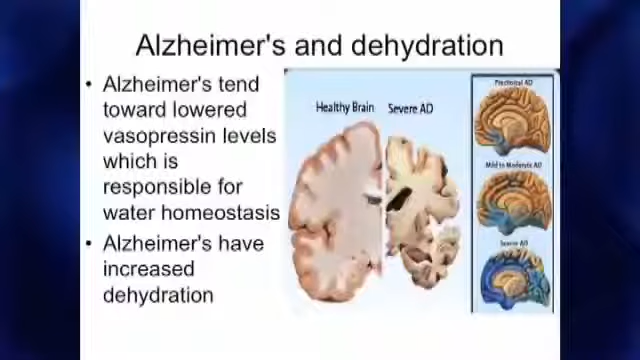 Alzheimer's and dehydration
• Alzheimer's tend
toward lowered
vasopressin levels
which is
responsible for
water homeostasis
• Alzheimer's have
increased
dehydration
Healthy Brain
Severe AD
Preclinical AD
Mild to Moderate AD
Severe AD